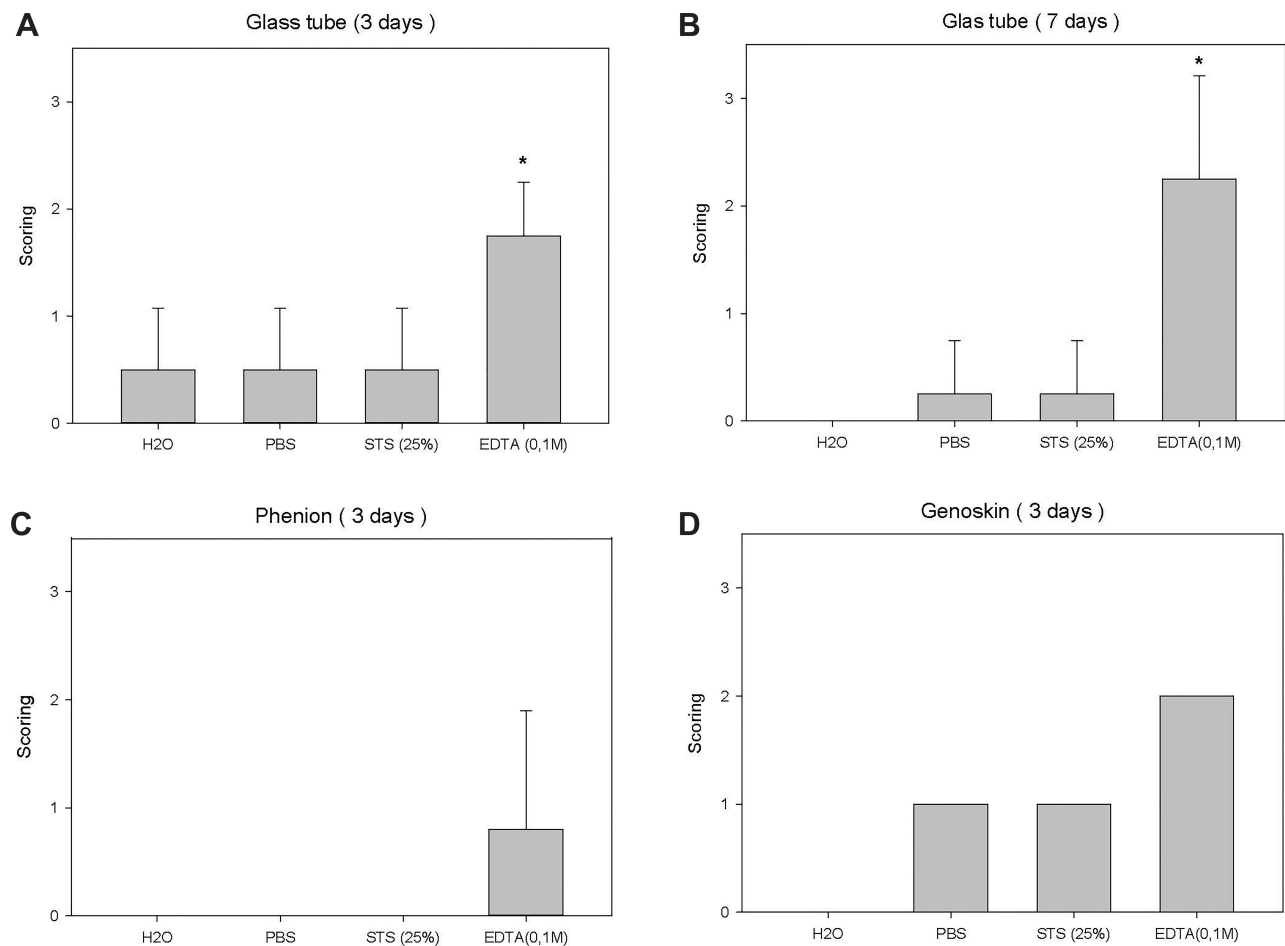 A
Glass tube (3 days )
3
2
1
0
Scoring
*
H2O
PBS
STS (25%)
EDTA (0,1M)
B
Glas tube ( 7 days )
3
2
1
0
Scoring
*
H2O
PBS
STS (25%)
EDTA(0,1M)
C
Phenion ( 3 days )
3
2
1
0
Scoring
H2O
PBS
STS (25%)
EDTA(0,1M)
D
Genoskin ( 3 days )
3
2
1
0
Scoring
H2O
PBS
STS (25%)
EDTA(0,1M)